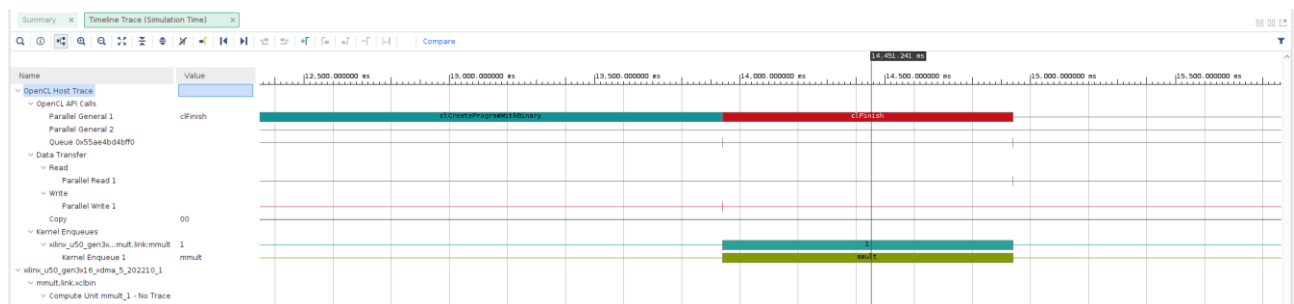 Summary × Timeline Trace (Simulation Time) ×
Compare
14.451.241 ms
Name Value 12,500.000000 ms 13,000.000000 ms 13,500.000000 ms 14,000.000000 ms 14,500.000000 ms 15,000.000000 ms 15,500.000000 ms
OpenCL Host Trace
OpenCL API Calls
Parallel General 1 clFinish clCreateProgramWithBinary clFinish
Parallel General 2
Queue 0x55ae4bd4bff0
Data Transfer
Read
Parallel Read 1
Write
Parallel Write 1
Copy 00
Kernel Enqueues
xilinx_u50_gen3x...mult.link:mmult 1 1
Kernel Enqueue 1 mmult mmult
xilinx_u50_gen3x16_xdma_5_202210_1
mmult.link.xclbin
Compute Unit mmult_1 - No Trace